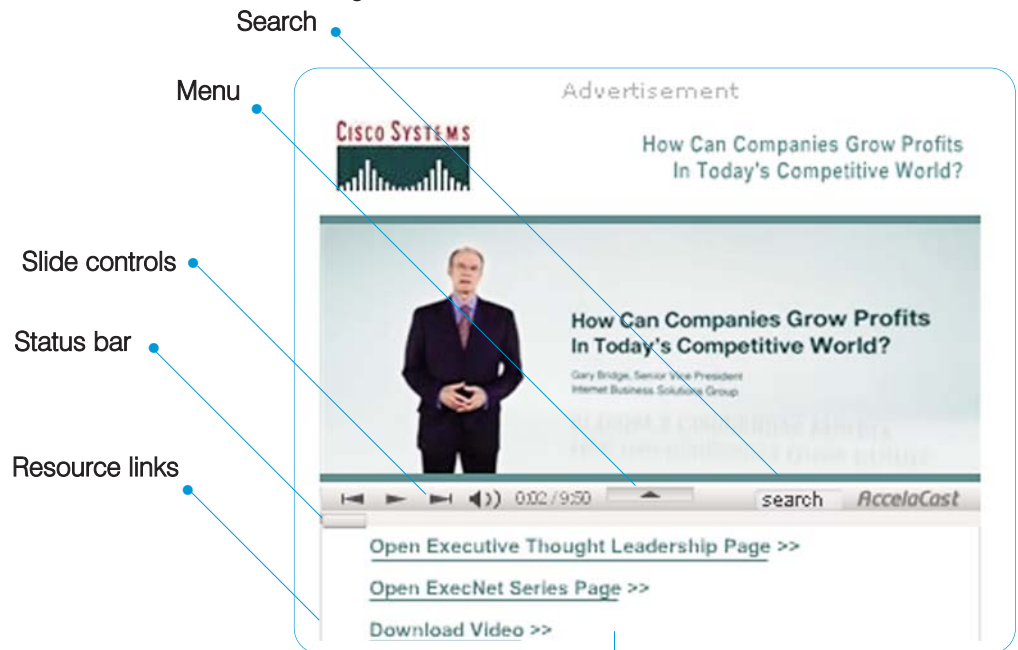 Search
Menu
Advertisement
CISCO SYSTEMS
How Can Companies Grow Profits
In Today's Competitive World?
Slide controls
How Can Companies Grow Profits
In Today's Competitive World?
Gary Bridge, Senior Vice President
Internet Business Solutions Group
Status bar
Resource links
0:02 / 9:50
search
AccelaCast
Open Executive Thought Leadership Page >>
Open ExecNet Series Page >>
Download Video >>